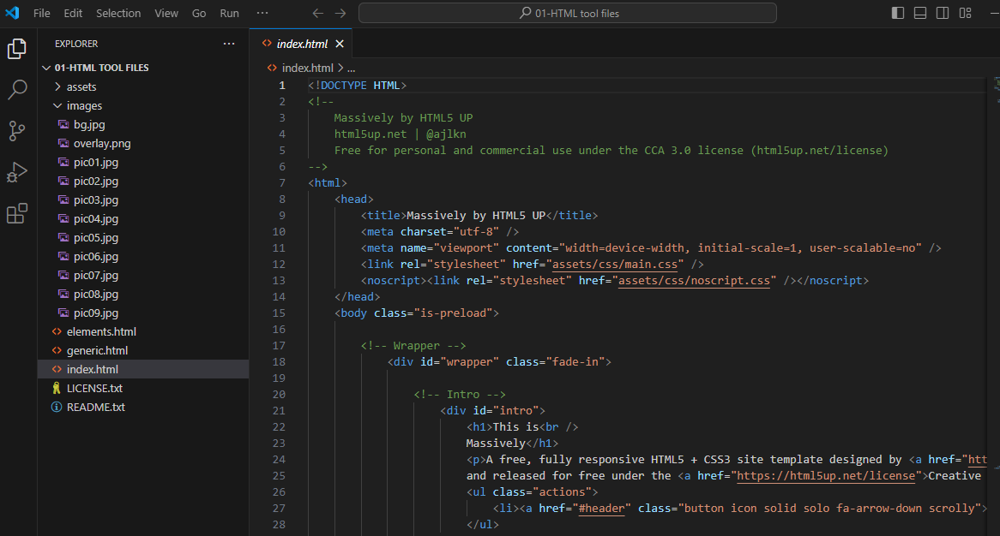 File Edit Selection View Go Run ...
01-HTML tool files
EXPLORER
01-HTML TOOL FILES
assets
images
bg.jpg
overlay.png
pic01.jpg
pic02.jpg
pic03.jpg
pic04.jpg
pic05.jpg
pic06.jpg
pic07.jpg
pic08.jpg
pic09.jpg
elements.html
generic.html
index.html
LICENSE.txt
README.txt
index.html
index.html > ...
1 <!DOCTYPE HTML>
2 <!--
3 Massively by HTML5 UP
4 html5up.net | @ajlkn
5 Free for personal and commercial use under the CCA 3.0 license (html5up.net/license)
6 -->
7 <html>
8 <head>
9 <title>Massively by HTML5 UP</title>
10 <meta charset="utf-8" />
11 <meta name="viewport" content="width=device-width, initial-scale=1, user-scalable=no" />
12 <link rel="stylesheet" href="assets/css/main.css" />
13 <noscript><link rel="stylesheet" href="assets/css/noscript.css" /></noscript>
14 </head>
15 <body class="is-preload">
16
17 <!-- Wrapper -->
18 <div id="wrapper" class="fade-in">
19
20 <!-- Intro -->
21 <div id="intro">
22 <h1>This is<br />
23 Massively</h1>
24 <p>A free, fully responsive HTML5 + CSS3 site template designed by <a href="htt
25 and released for free under the <a href="https://html5up.net/license">Creative
26 <ul class="actions">
27 <li><a href="#header" class="button icon solid solo fa-arrow-down scrolly">
28 </ul>